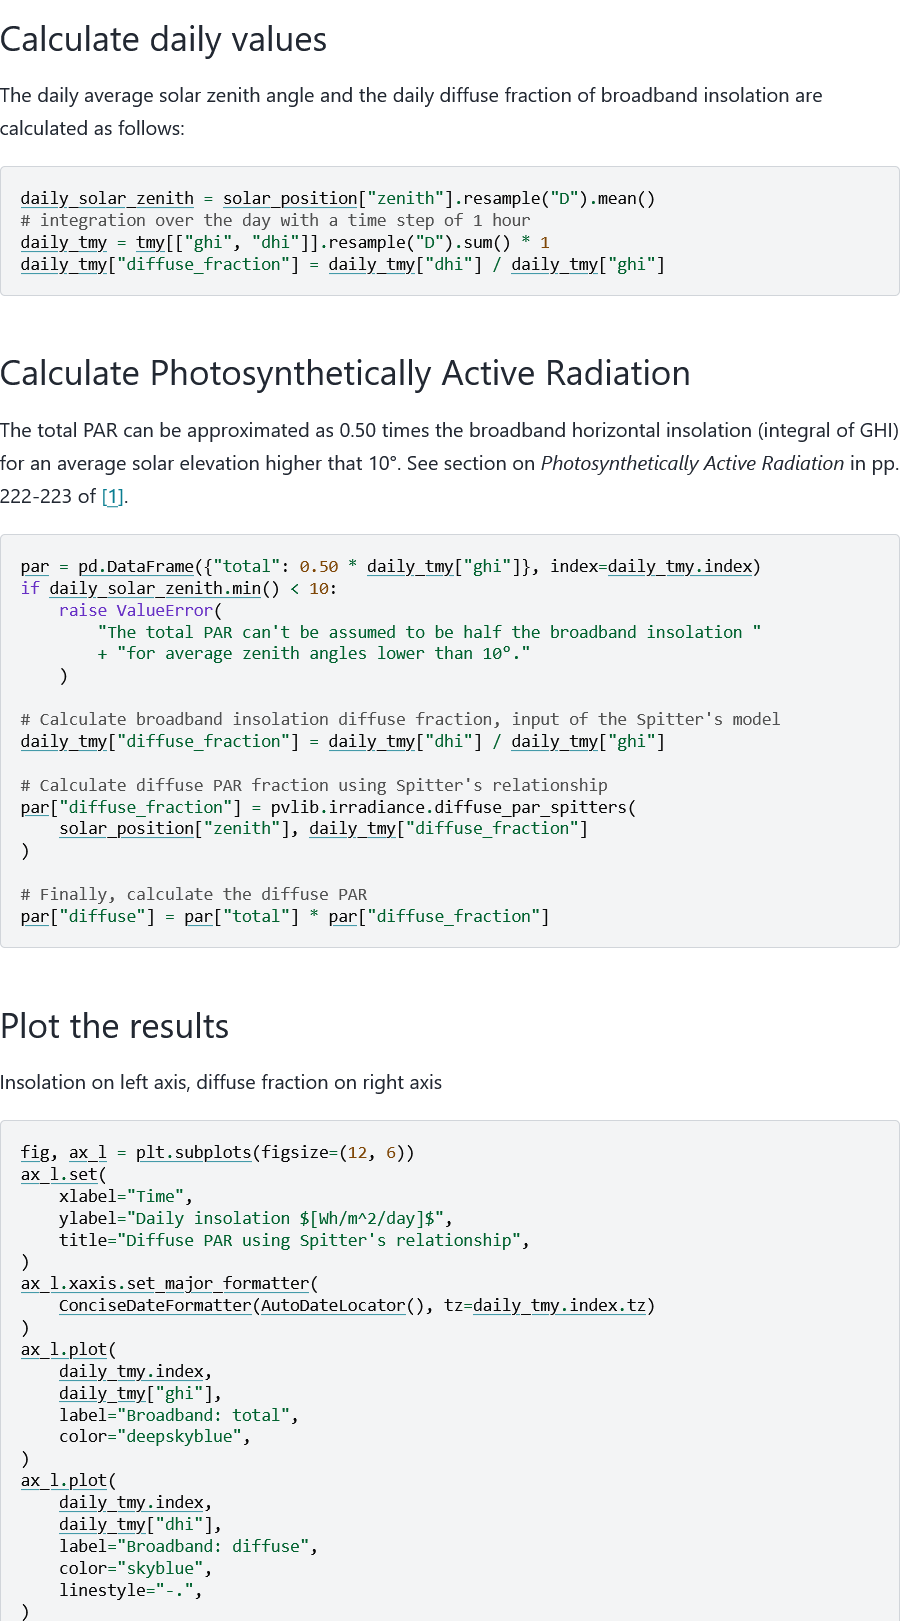 Calculate daily values
The daily average solar zenith angle and the daily diffuse fraction of broadband insolation are
calculated as follows:
daily_solar_zenith = solar_position["zenith"].resample("D").mean()
# integration over the day with a time step of 1 hour
daily_tmy = tmy[["ghi", "dhi"]].resample("D").sum() * 1
daily_tmy["diffuse_fraction"] = daily_tmy["dhi"] / daily_tmy["ghi"]
Calculate Photosynthetically Active Radiation
The total PAR can be approximated as 0.50 times the broadband horizontal insolation (integral of GHI)
for an average solar elevation higher that 10°. See section on Photosynthetically Active Radiation in pp.
222-223 of [1].
par = pd.DataFrame({"total": 0.50 * daily_tmy["ghi"]}, index=daily_tmy.index)
if daily_solar_zenith.min() < 10:
    raise ValueError(
        "The total PAR can't be assumed to be half the broadband insolation "
        + "for average zenith angles lower than 10º."
    )
# Calculate broadband insolation diffuse fraction, input of the Spitter's model
daily_tmy["diffuse_fraction"] = daily_tmy["dhi"] / daily_tmy["ghi"]
# Calculate diffuse PAR fraction using Spitter's relationship
par["diffuse_fraction"] = pvlib.irradiance.diffuse_par_spitters(
    solar_position["zenith"], daily_tmy["diffuse_fraction"]
)
# Finally, calculate the diffuse PAR
par["diffuse"] = par["total"] * par["diffuse_fraction"]
Plot the results
Insolation on left axis, diffuse fraction on right axis
fig, ax_l = plt.subplots(figsize=(12, 6))
ax_l.set(
    xlabel="Time",
    ylabel="Daily insolation $[Wh/m^2/day]$",
    title="Diffuse PAR using Spitter's relationship",
)
ax_l.xaxis.set_major_formatter(
    ConciseDateFormatter(AutoDateLocator(), tz=daily_tmy.index.tz)
)
ax_l.plot(
    daily_tmy.index,
    daily_tmy["ghi"],
    label="Broadband: total",
    color="deepskyblue",
)
ax_l.plot(
    daily_tmy.index,
    daily_tmy["dhi"],
    label="Broadband: diffuse",
    color="skyblue",
    linestyle="-.",
)